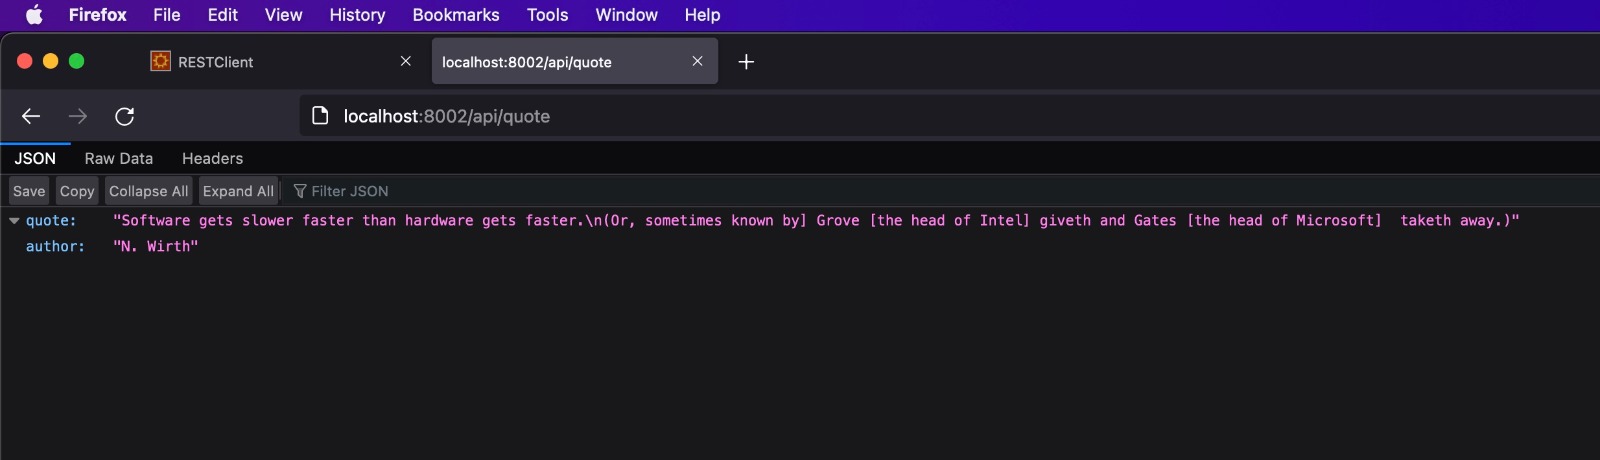 Firefox File Edit View History Bookmarks Tools Window Help
RESTClient localhost:8002/api/quote
localhost:8002/api/quote
JSON Raw Data Headers
Save Copy Collapse All Expand All Filter JSON
quote: "Software gets slower faster than hardware gets faster.\n(Or, sometimes known by] Grove [the head of Intel] giveth and Gates [the head of Microsoft]  taketh away.)"
author: "N. Wirth"